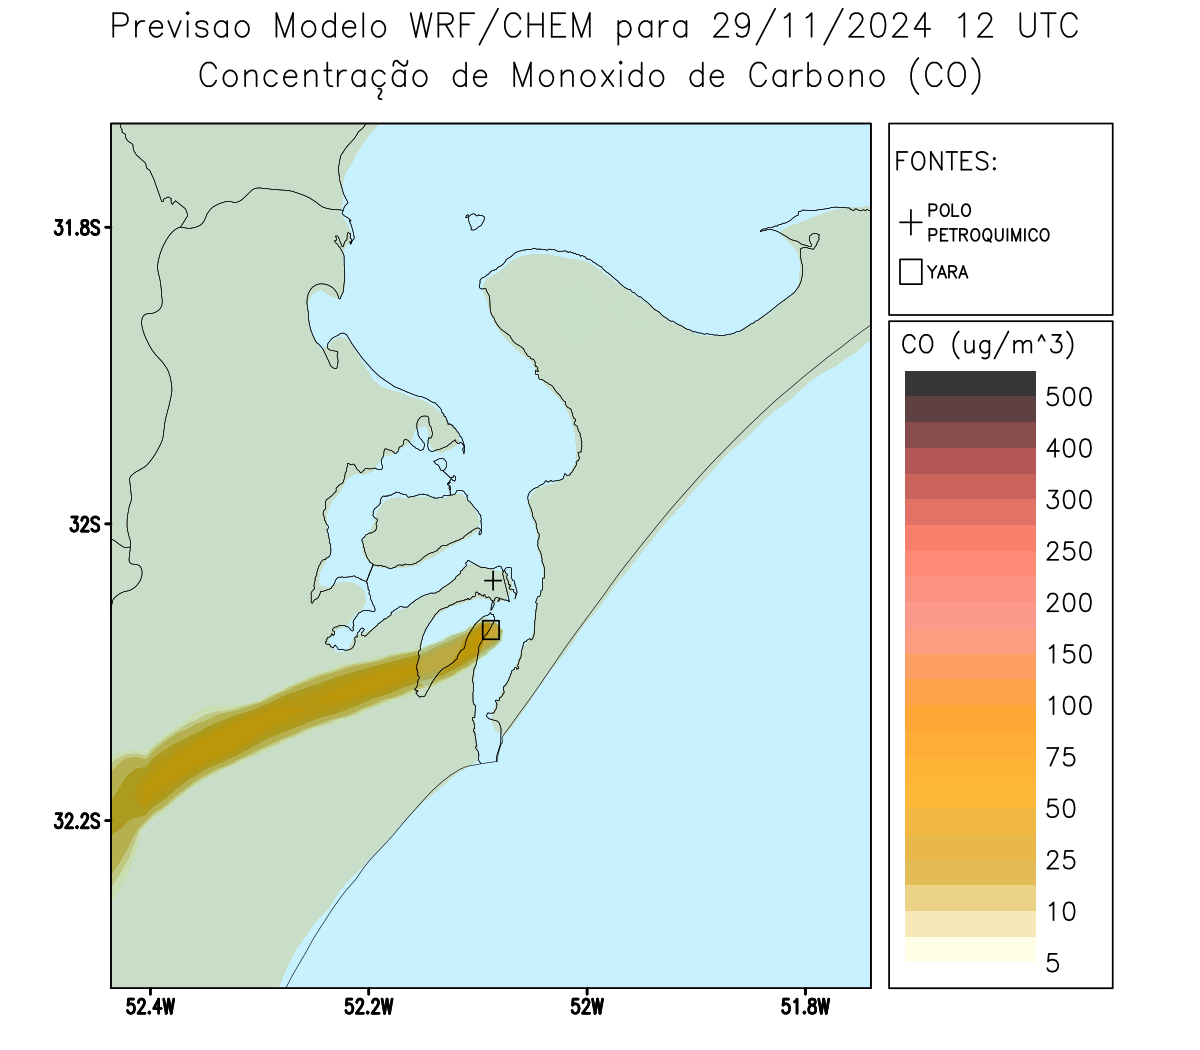 Previsao Modelo WRF/CHEM para 29/11/2024 12 UTC
Concentração de Monoxido de Carbono (CO)
FONTES:
POLO
PETROQUIMICO
YARA
CO (ug/m^3)
500
400
300
250
200
150
100
75
50
25
10
5
31.8S
32S
32.2S
52.4W
52.2W
52W
51.8W